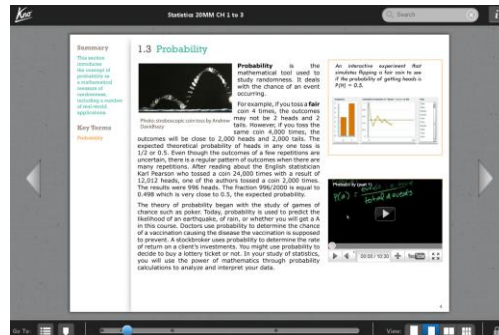 Kno
Statistics 20MM CH 1 to 3
Search
Summary
This section
introduces
the concept of
probability as
a mathematical
measure of
randomness,
including a number
of real world
applications.
Key Terms
Probability
1.3 Probability
Photo: stroboscopic coin toss by Andrew
Davidhazy
Probability is the
mathematical tool used to
study randomness. It deals
with the chance of an event
occurring.
For example, if you toss a fair
coin 4 times, the outcomes
may not be 2 heads and 2
tails. However, if you toss the
same coin 4,000 times, the
outcomes will be close to 2,000 heads and 2,000 tails. The
expected theoretical probability of heads in any one toss is
1/2 or 0.5. Even though the outcomes of a few repetitions are
uncertain, there is a regular pattern of outcomes when there are
many repetitions. After reading about the English statistician
Karl Pearson who tossed a coin 24,000 times with a result of
12,012 heads, one of the authors tossed a coin 2,000 times.
The results were 996 heads. The fraction 996/2000 is equal to
0.498 which is very close to 0.5, the expected probability.
The theory of probability began with the study of games of
chance such as poker. Today, probability is used to predict the
likelihood of an earthquake, of rain, or whether you will get a A
in this course. Doctors use probability to determine the chance
of a vaccination causing the disease the vaccination is supposed
to prevent. A stockbroker uses probability to determine the rate
of return on a client's investments. You might use probability to
decide to buy a lottery ticket or not. In your study of statistics,
you will use the power of mathematics through probability
calculations to analyze and interpret your data.
An interactive experiment that
simulates flipping a fair coin to see
if the probability of getting heads is
P(H) = 0.5.
Probability (part 1)
P(A) =
total # events
00:00 / 10:30
YouTube
Go To:
View: